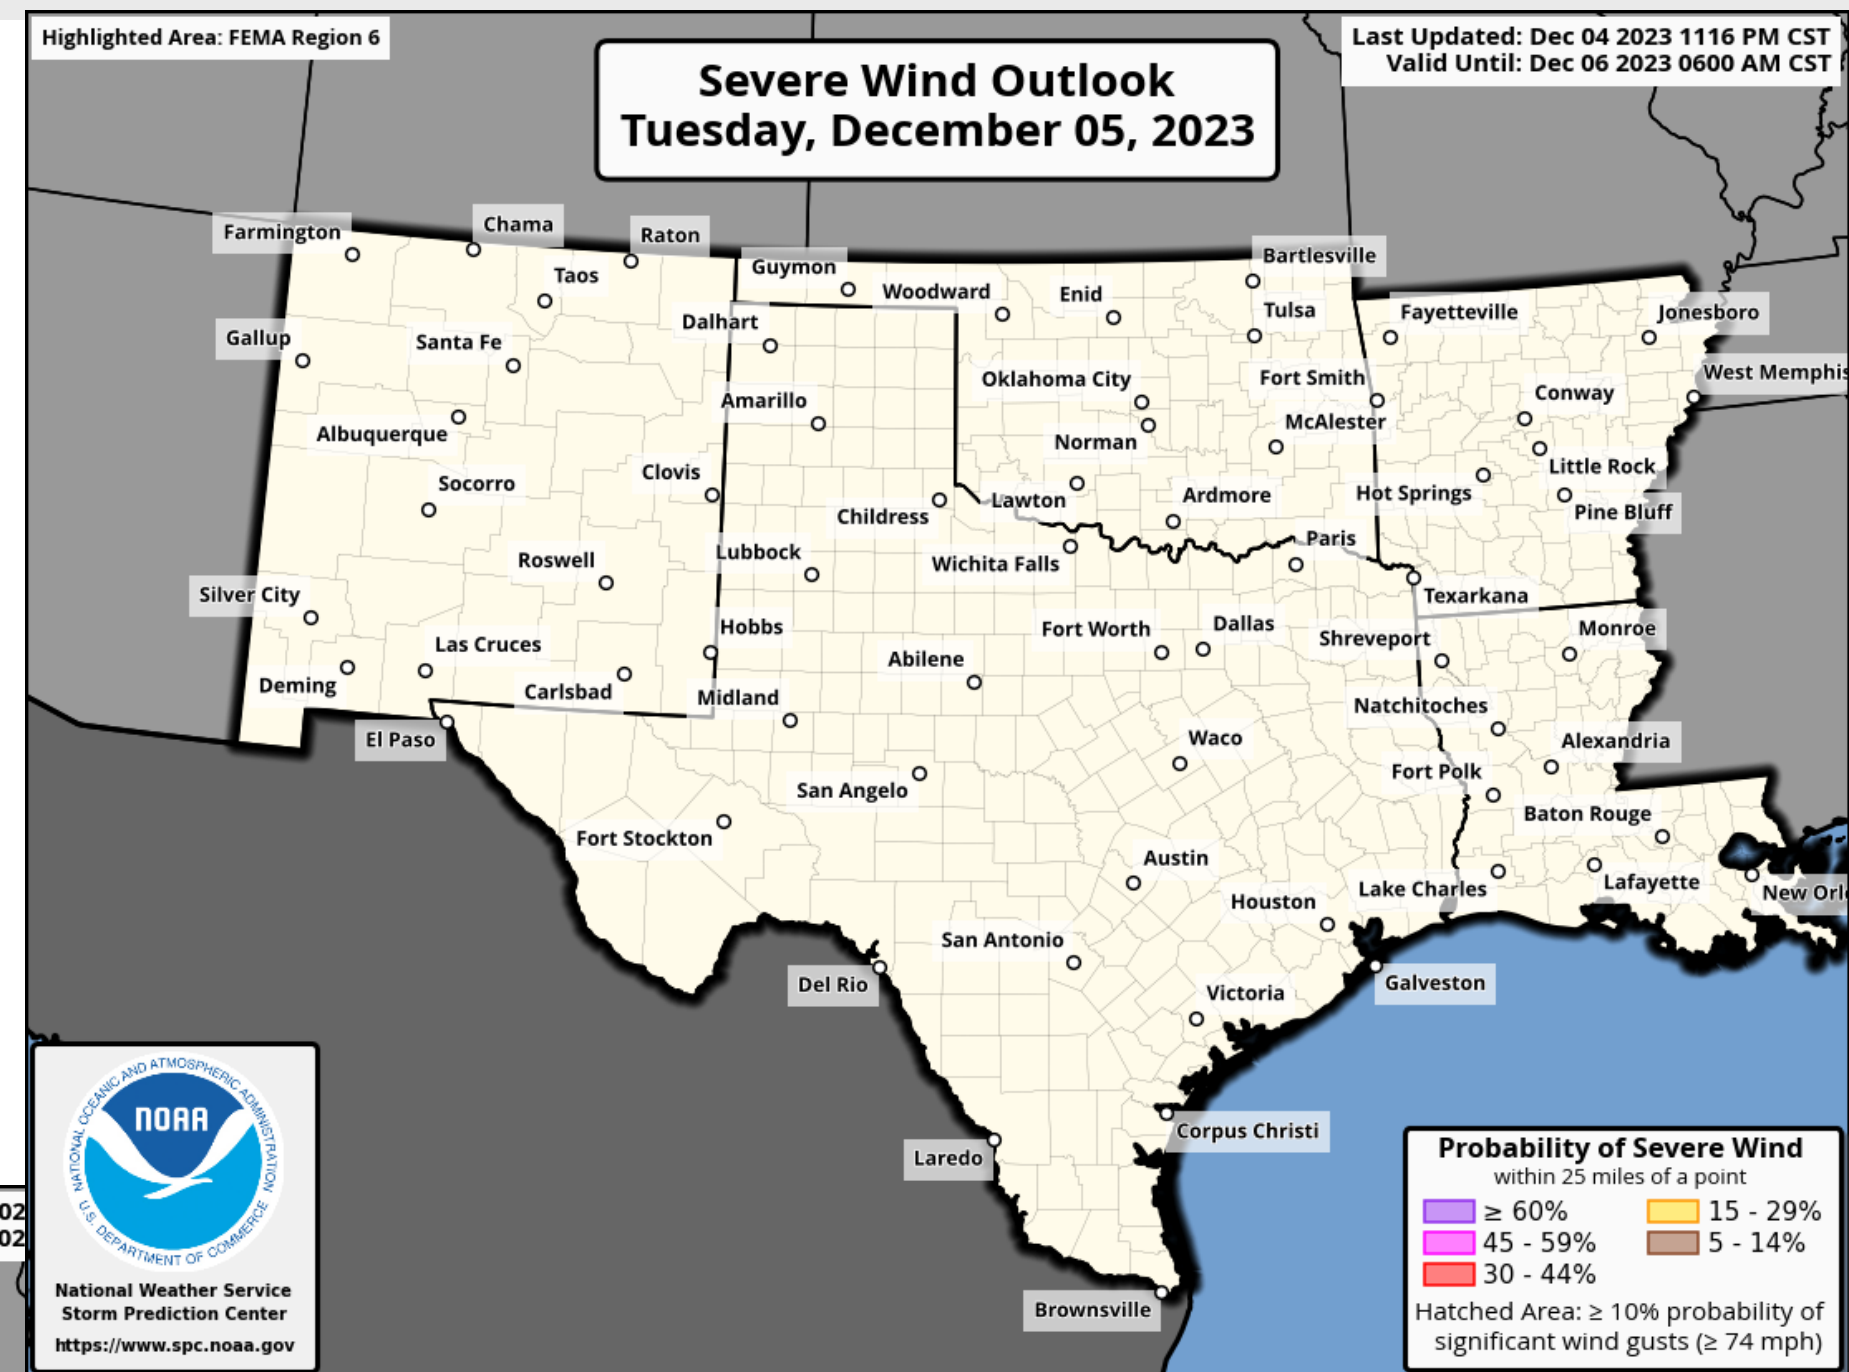 Highlighted Area: FEMA Region 6
Severe Wind Outlook
Tuesday, December 05, 2023
Last Updated: Dec 04 2023 1116 PM CST
Valid Until: Dec 06 2023 0600 AM CST
Farmington
Chama
Raton
Taos
Guymon
Woodward
Enid
Bartlesville
Tulsa
Fayetteville
Jonesboro
Gallup
Santa Fe
Dalhart
Oklahoma City
Fort Smith
West Memphis
Conway
Amarillo
Albuquerque
Norman
McAlester
Little Rock
Socorro
Clovis
Childress
Lawton
Ardmore
Hot Springs
Pine Bluff
Roswell
Lubbock
Wichita Falls
Paris
Silver City
Texarkana
Las Cruces
Hobbs
Abilene
Fort Worth
Dallas
Shreveport
Monroe
Deming
Carlsbad
Midland
Natchitoches
El Paso
Waco
Alexandria
San Angelo
Fort Polk
Fort Stockton
Baton Rouge
Austin
Lake Charles
Lafayette
New Orl
Houston
San Antonio
Del Rio
Victoria
Galveston
Corpus Christi
Laredo
Brownsville
02
02
NATIONAL OCEANIC AND ATMOSPHERIC ADMINISTRATION
NOAA
U.S. DEPARTMENT OF COMMERCE
National Weather Service
Storm Prediction Center
https://www.spc.noaa.gov
Probability of Severe Wind
within 25 miles of a point
≥ 60%
15 - 29%
45 - 59%
5 - 14%
30 - 44%
Hatched Area: ≥ 10% probability of
significant wind gusts (≥ 74 mph)